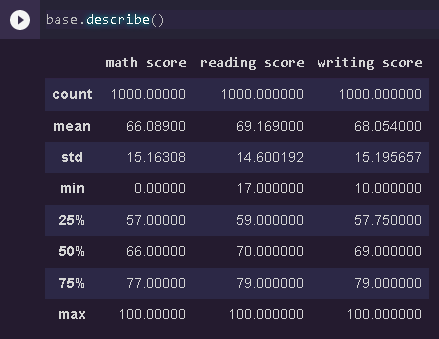 base.describe()
math score reading score writing score
count 1000.00000 1000.000000 1000.000000
mean 66.08900 69.169000 68.054000
std 15.16308 14.600192 15.195657
min 0.00000 17.000000 10.000000
25% 57.00000 59.000000 57.750000
50% 66.00000 70.000000 69.000000
75% 77.00000 79.000000 79.000000
max 100.00000 100.000000 100.000000